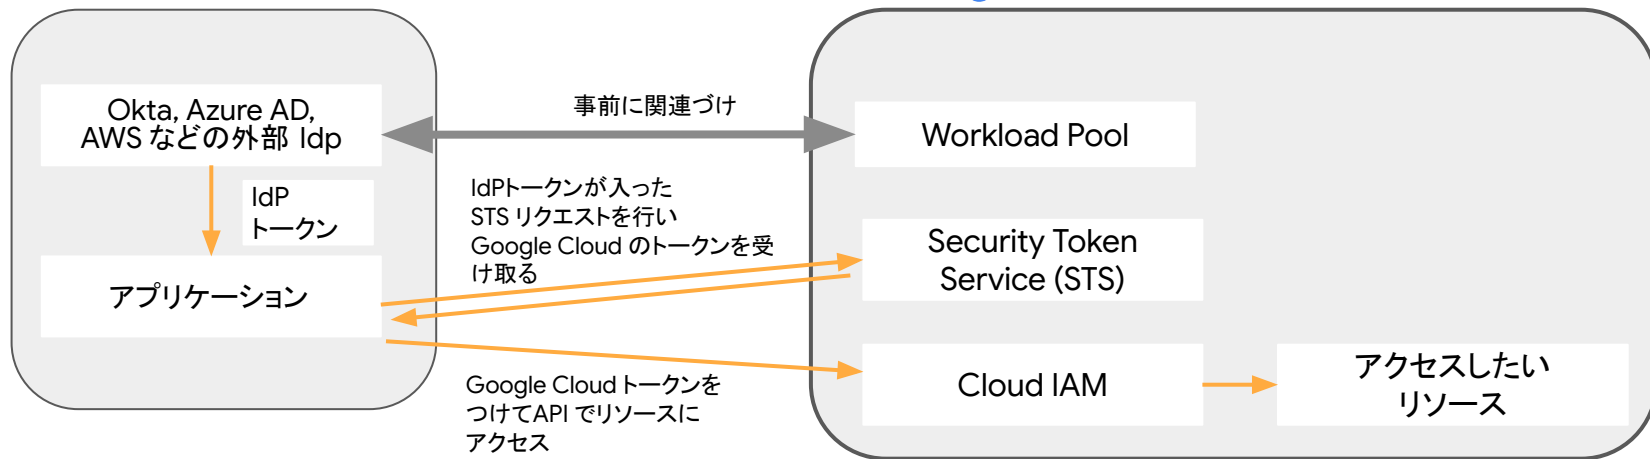 Okta, Azure AD,
AWS などの外部 Idp
IdP
トークン
アプリケーション
事前に関連づけ
IdPトークンが入った
STS リクエストを行い
Google Cloud のトークンを受
け取る
Google Cloud トークンを
つけてAPI でリソースに
アクセス
Workload Pool
Security Token
Service (STS)
Cloud IAM
アクセスしたい
リソース